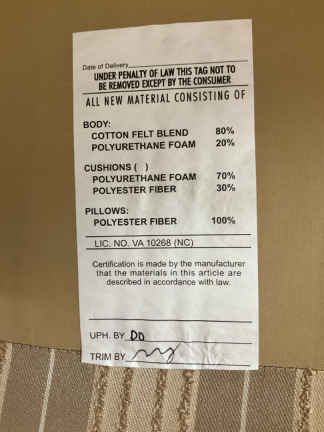 Date of Delivery
UNDER PENALTY OF LAW THIS TAG NOT TO
BE REMOVED EXCEPT BY THE CONSUMER
ALL NEW MATERIAL CONSISTING OF
BODY:
COTTON FELT BLEND 80%
POLYURETHANE FOAM 20%
CUSHIONS ( )
POLYURETHANE FOAM 70%
POLYESTER FIBER 30%
PILLOWS:
POLYESTER FIBER 100%
LIC. NO. VA 10268 (NC)
Certification is made by the manufacturer
that the materials in this article are
described in accordance with law.
UPH. BY DD
TRIM BY